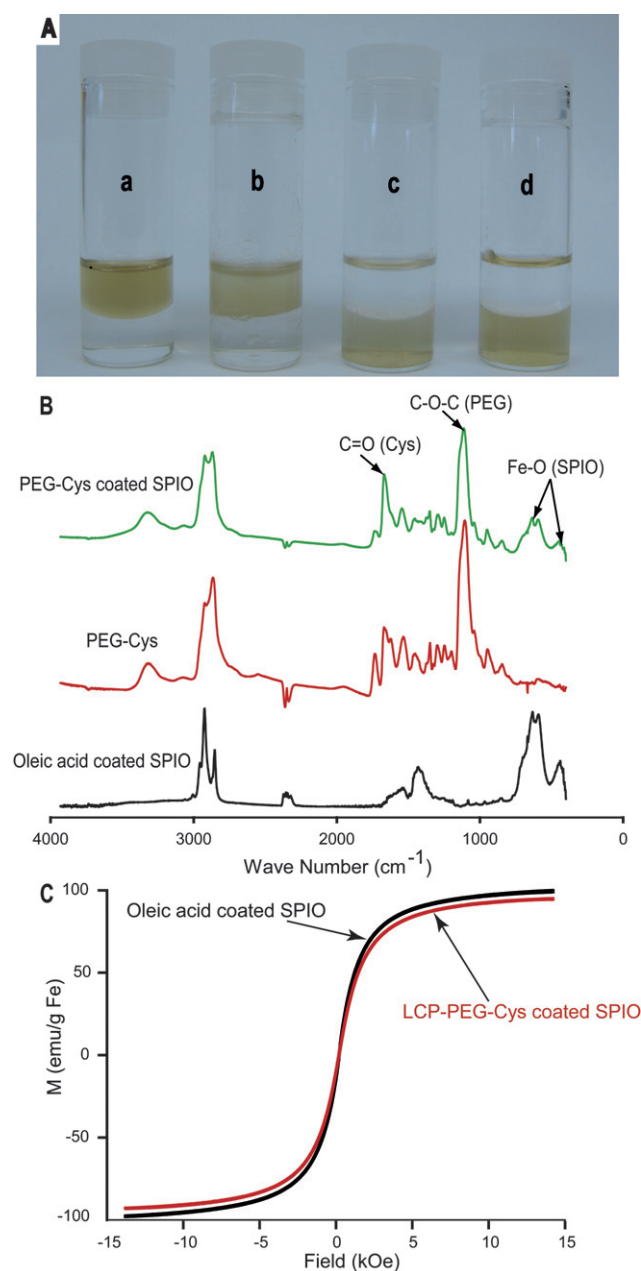 A
a
b
c
d
B
C-O-C (PEG)
C=O (Cys)
Fe-O (SPIO)
PEG-Cys coated SPIO
PEG-Cys
Oleic acid coated SPIO
4000 3000 2000 1000 0
Wave Number (cm⁻¹)
C
100
Oleic acid coated SPIO
50
LCP-PEG-Cys coated SPIO
M (emu/g Fe)
0
-50
-100
-15 -10 -5 0 5 10 15
Field (kOe)